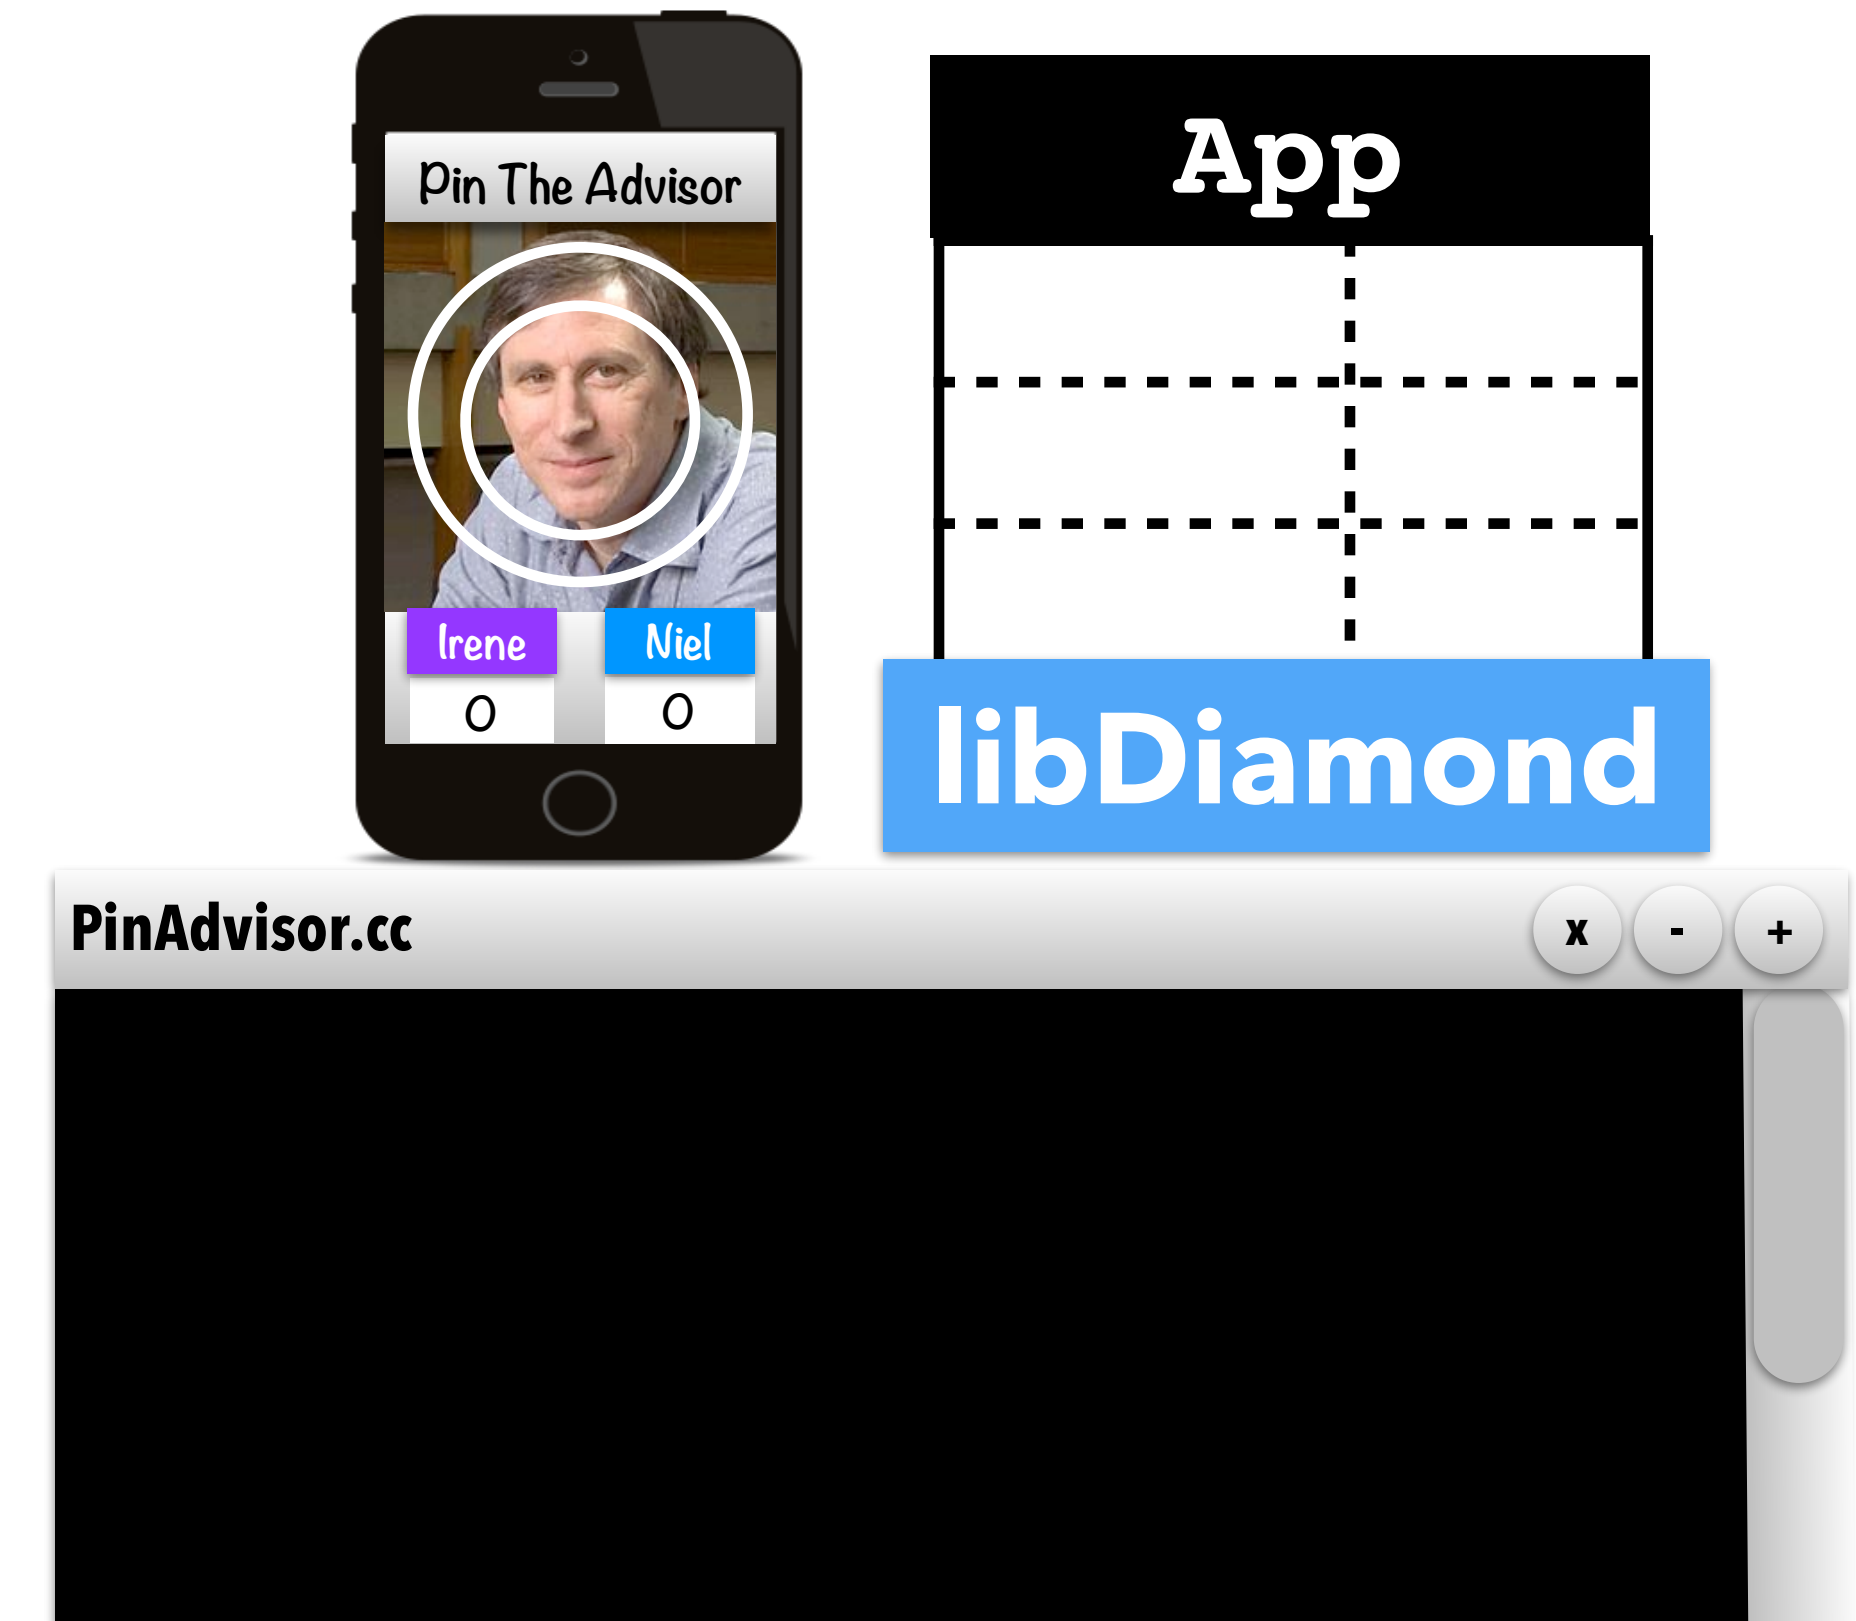 Pin The Advisor
Irene
Niel
0
0
App
libDiamond
PinAdvisor.cc
x
-
+